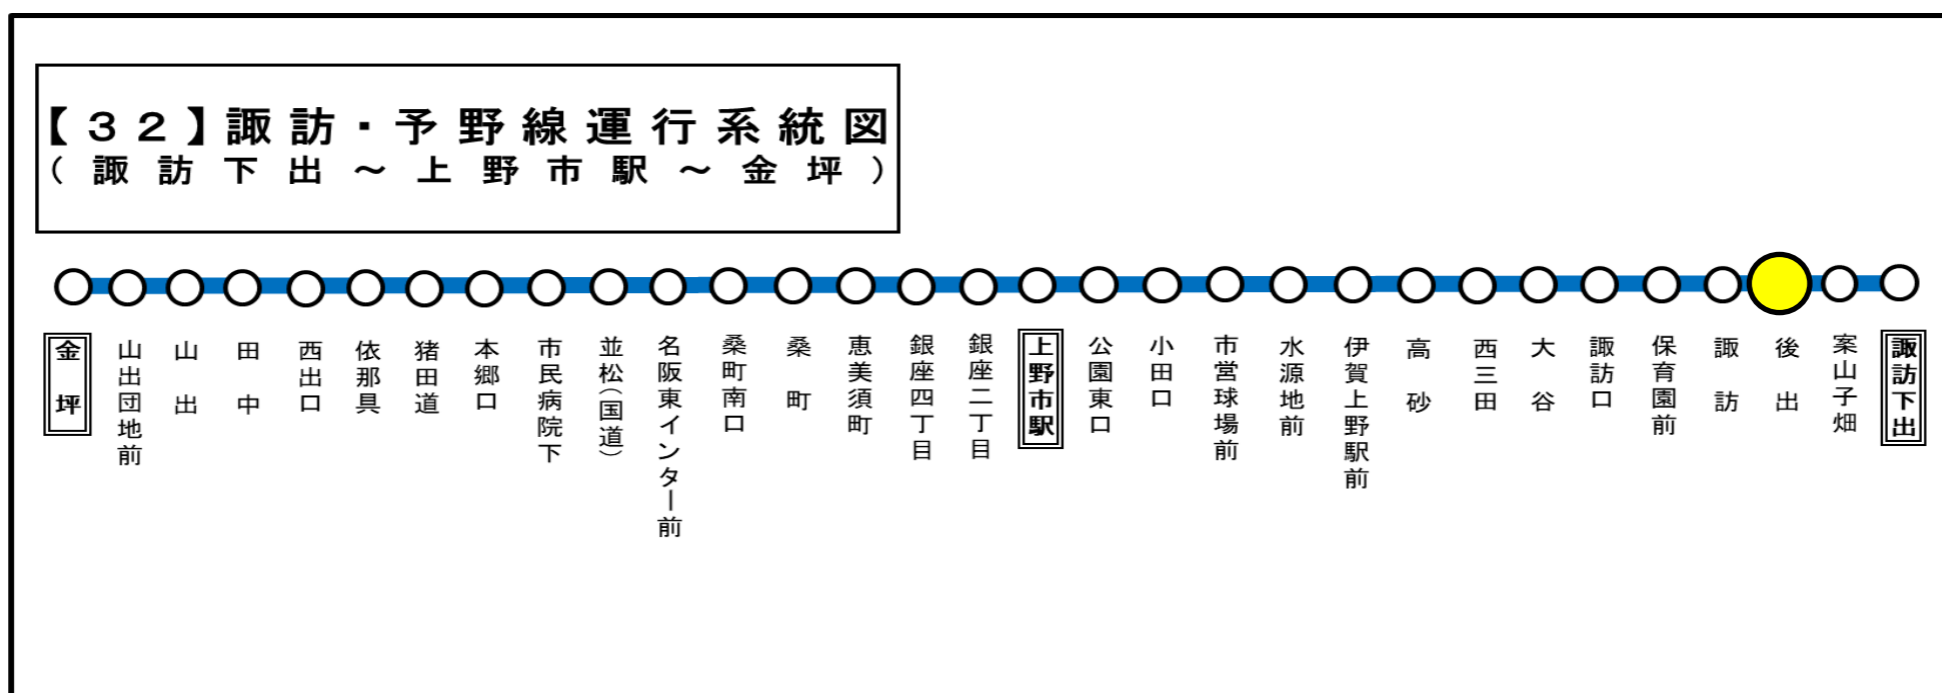 【３２】諏訪・予野線運行系統図
（諏訪下出～上野市駅～金坪）
金坪
山出団地前
山出
田中
西出口
依那具
猪田道
本郷口
市民病院下
並松（国道）
名阪東インター前
桑町南口
桑町
恵美須町
銀座四丁目
銀座二丁目
上野市駅
公園東口
小田口
市営球場前
水源地前
伊賀上野駅前
高砂
西三田
大谷
諏訪口
保育園前
諏訪
後出
案山子畑
諏訪下出